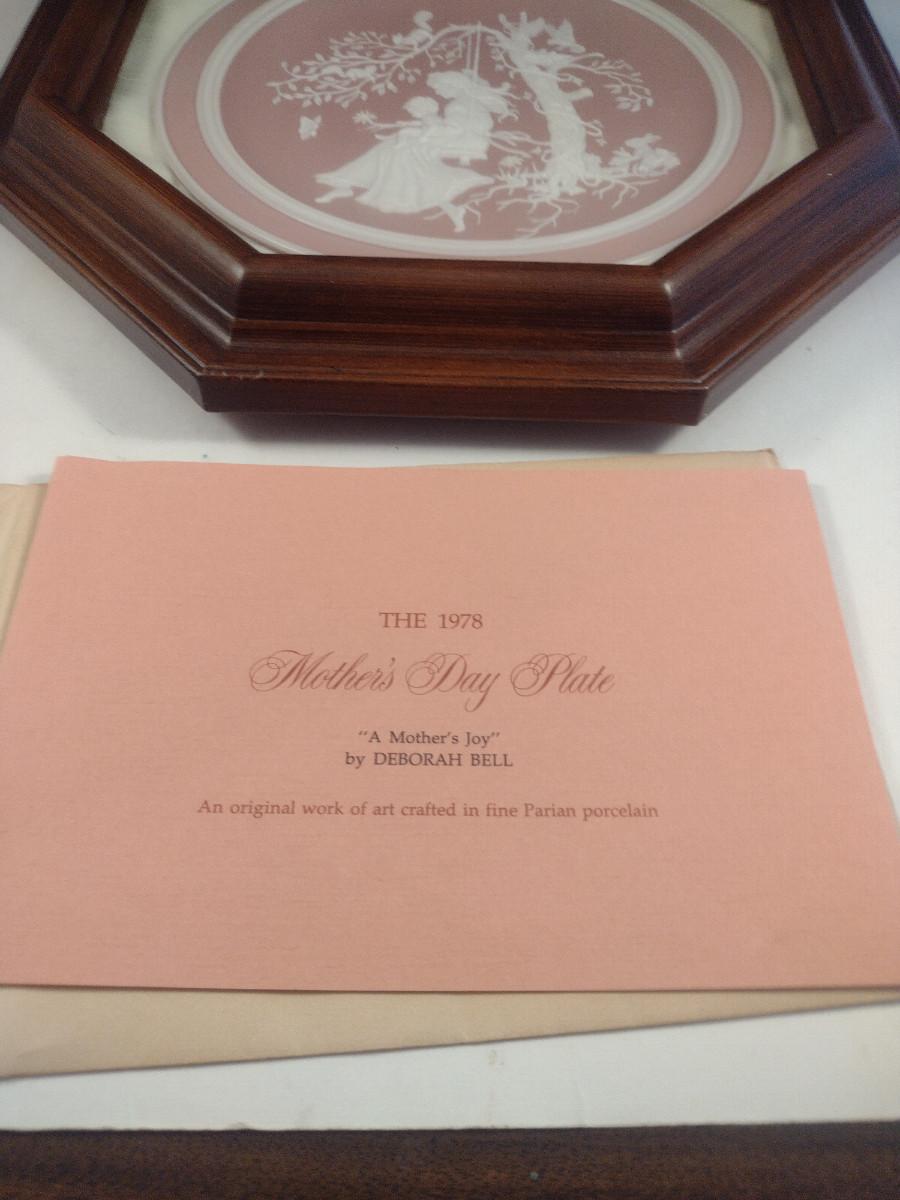 THE 1978
Mother's Day Plate
"A Mother's Joy"
by DEBORAH BELL
An original work of art crafted in fine Parian porcelain